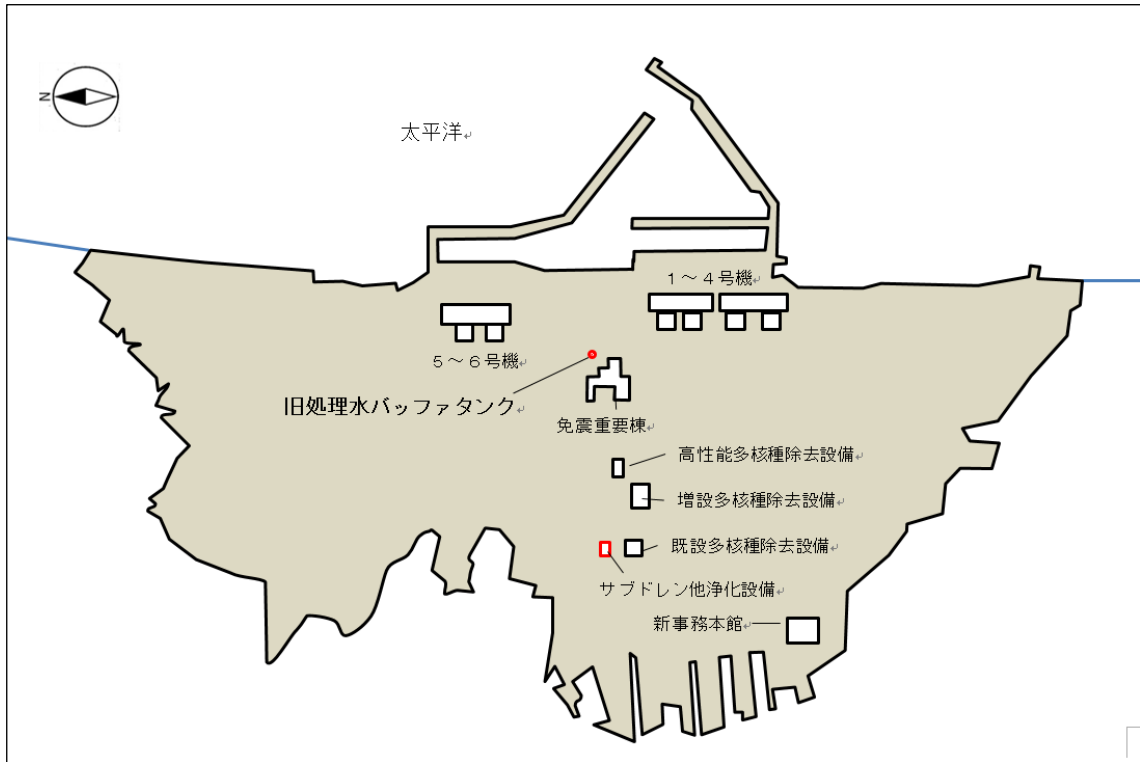 N
太平洋
1～4号機
5～6号機
旧処理水バッファタンク
免震重要棟
高性能多核種除去設備
増設多核種除去設備
既設多核種除去設備
サブドレン他浄化設備
新事務本館